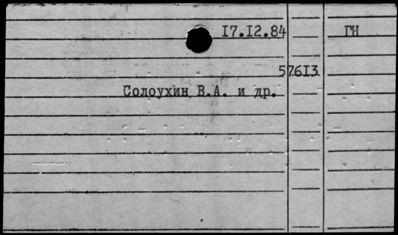 17.12.84 ГН
57613
Солоухин В.А. и др.